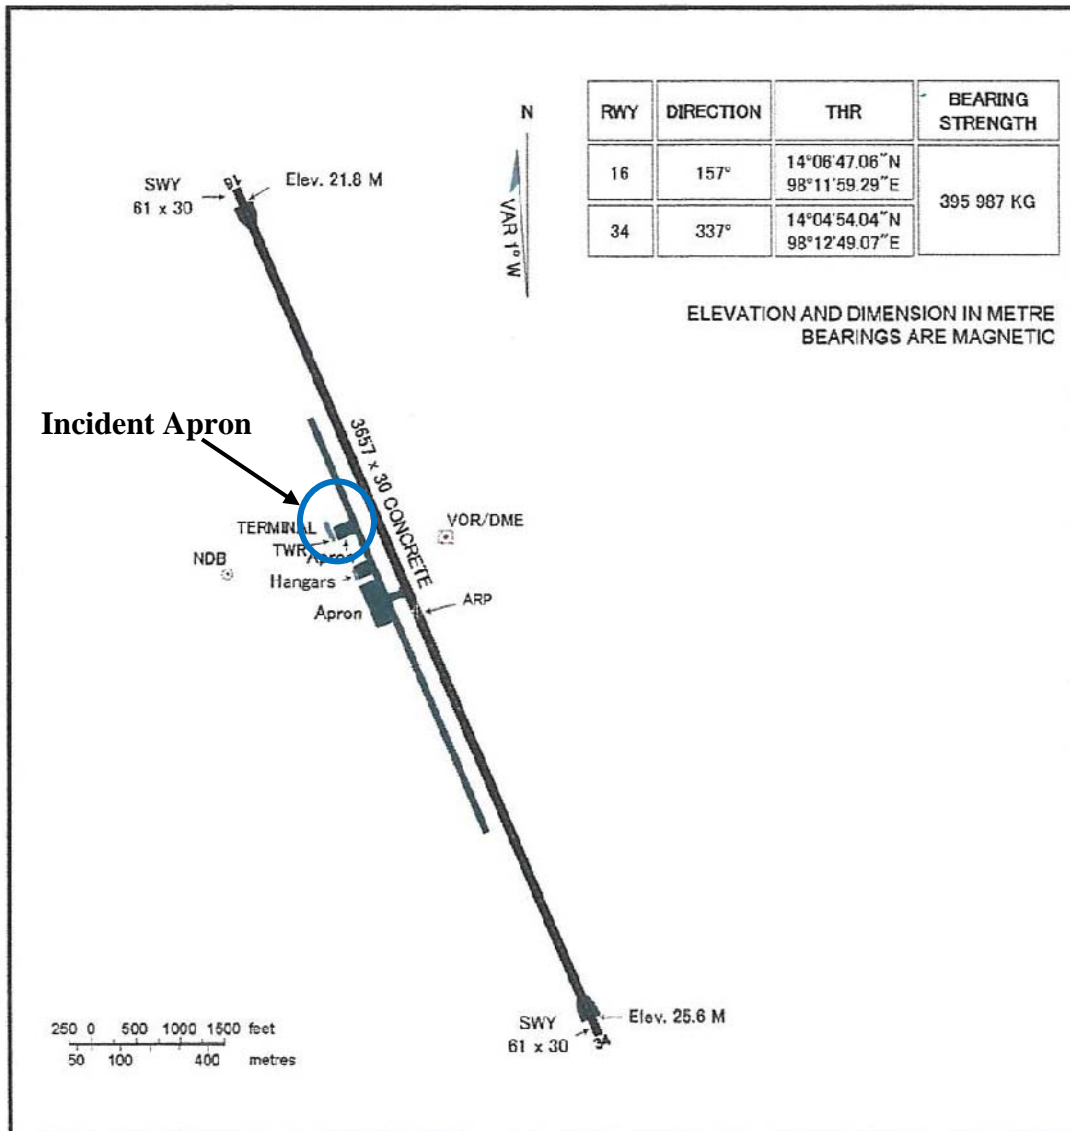 RWY DIRECTION THR BEARING STRENGTH
16 157° 14°06'47.06"N 98°11'59.29"E 395 987 KG
34 337° 14°04'54.04"N 98°12'49.07"E
ELEVATION AND DIMENSION IN METRE
BEARINGS ARE MAGNETIC
N
VAR 1° W
16
SWY
61 x 30
Elev. 21.8 M
Incident Apron
3657 x 30 CONCRETE
VOR/DME
TERMINAL
TWR
Apron
NDB
Hangars
Apron
ARP
SWY
61 x 30
34
Elev. 25.6 M
250 0 500 1000 1500 feet
50 100 400 metres